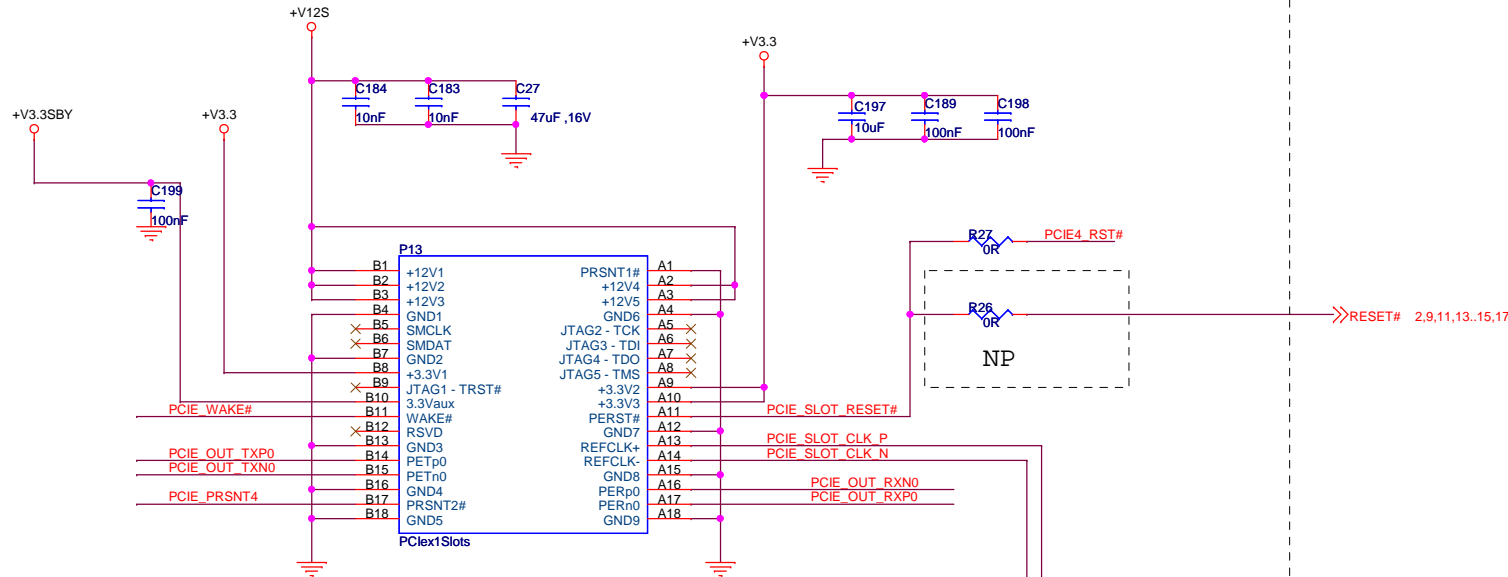 +V12S
+V3.3
C184
C183
C27
C197
C189
C198
+V3.3SBY
+V3.3
10nF
10nF
47uF ,16V
10uF
100nF
100nF
C199
100nF
R27
0R
PCIE4_RST#
P13
B1 +12V1 PRSNT1# A1
B2 +12V2 +12V4 A2
B3 +12V3 +12V5 A3
B4 GND1 GND6 A4
B5 SMCLK JTAG2 - TCK A5
B6 SMDAT JTAG3 - TDI A6
B7 GND2 JTAG4 - TDO A7
B8 +3.3V1 JTAG5 - TMS A8
B9 JTAG1 - TRST# +3.3V2 A9
B10 3.3Vaux +3.3V3 A10
PCIE_WAKE# B11 WAKE# PERST# A11 PCIE_SLOT_RESET#
B12 RSVD GND7 A12
B13 GND3 REFCLK+ A13 PCIE_SLOT_CLK_P
PCIE_OUT_TXP0 B14 PETp0 REFCLK- A14 PCIE_SLOT_CLK_N
PCIE_OUT_TXN0 B15 PETn0 GND8 A15
B16 GND4 PERp0 A16 PCIE_OUT_RXN0
PCIE_PRSNT4 B17 PRSNT2# PERn0 A17 PCIE_OUT_RXP0
B18 GND5 GND9 A18
PCIex1Slots
R26
0R
NP
RESET# 2,9,11,13..15,17